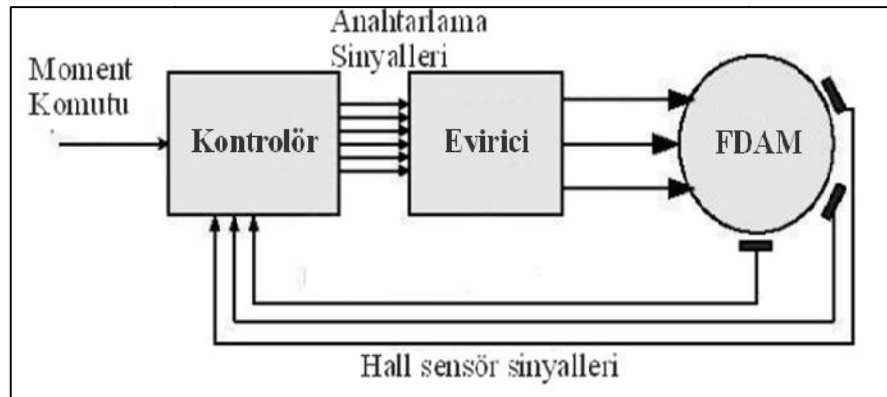 Anahtarlama
Sinyalleri
Moment
Komutu
Kontrolör
Evirici
FDAM
Hall sensör sinyalleri